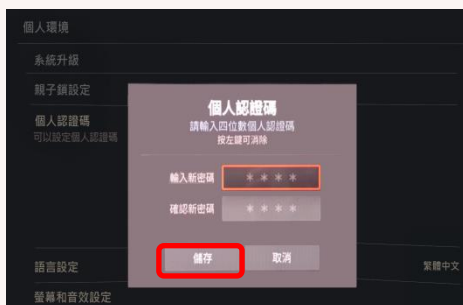 個人環境
系統升級
親子鎖設定
個人認證碼
可以設定個人認證碼
個人認證碼
請輸入四位數個人認證碼
按左鍵可消除
輸入新密碼 * * * *
確認新密碼 * * * *
儲存 取消
語言設定 繁體中文
螢幕和音效設定